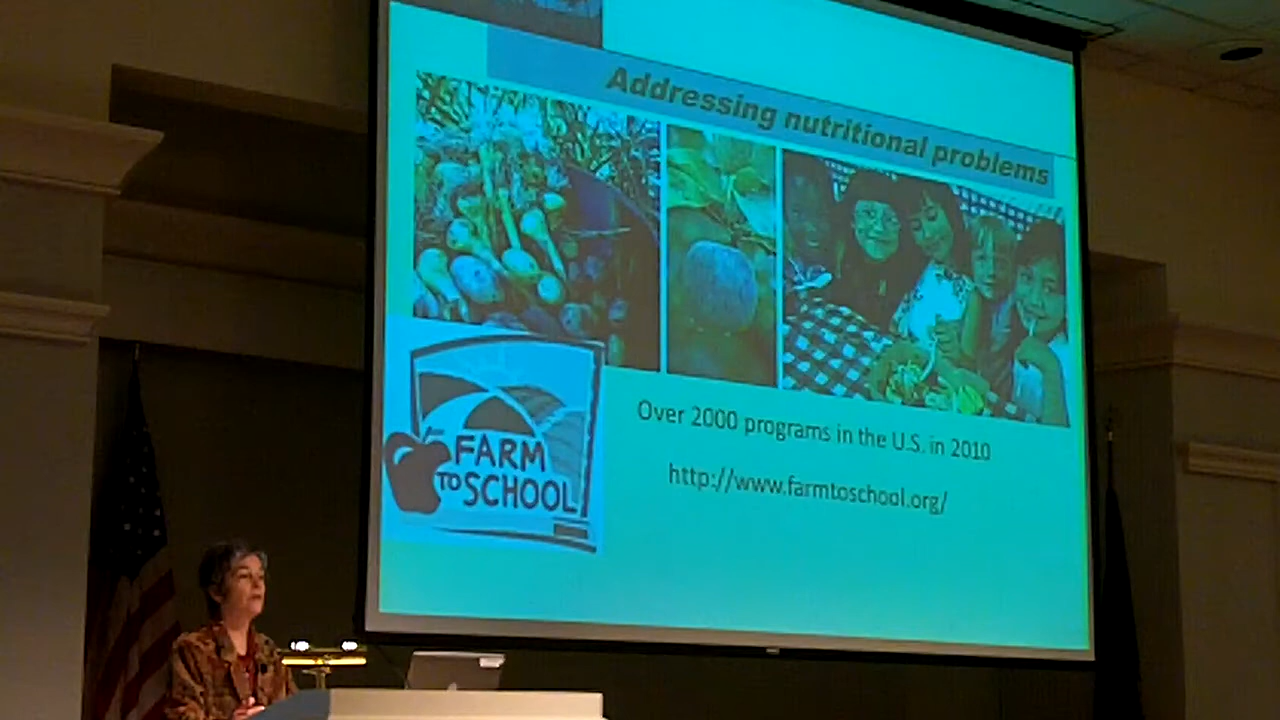 Addressing nutritional problems
FARM
TO SCHOOL
Over 2000 programs in the U.S. in 2010
http://www.farmtoschool.org/